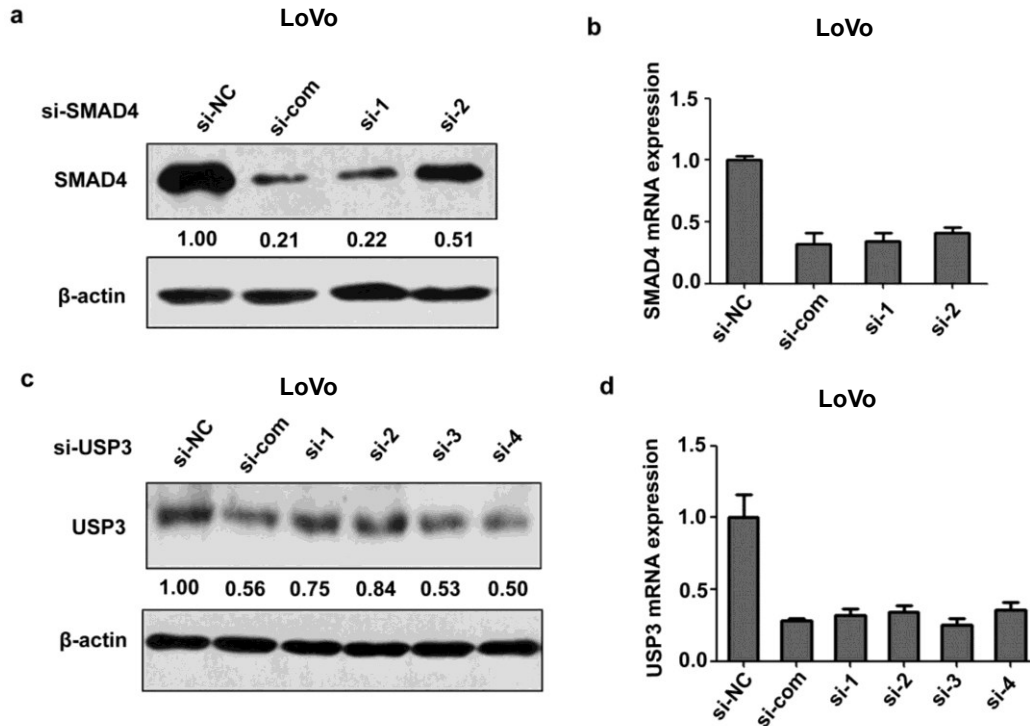 a
LoVo
si-SMAD4 si-NC si-com si-1 si-2
SMAD4
1.00 0.21 0.22 0.51
β-actin
b
LoVo
SMAD4 mRNA expression
1.5
1.0
0.5
0.0
si-NC si-com si-1 si-2
c
LoVo
si-USP3 si-NC si-com si-1 si-2 si-3 si-4
USP3
1.00 0.56 0.75 0.84 0.53 0.50
β-actin
d
LoVo
USP3 mRNA expression
1.5
1.0
0.5
0.0
si-NC si-com si-1 si-2 si-3 si-4